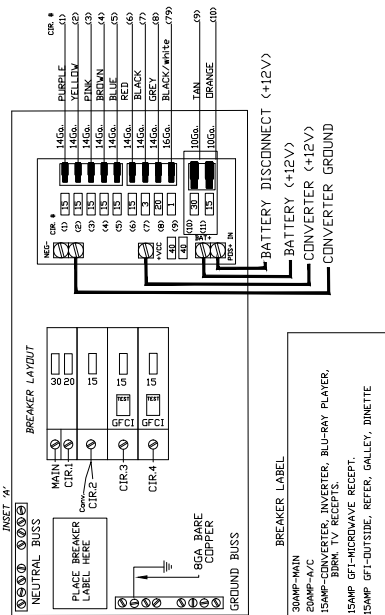 INSET 'A'
NEUTRAL BUSS
BREAKER LAYOUT
MAIN
CIR.1
30 20
Conv.
CIR.2
15
CIR.3
15
TEST
GFCI
CIR.4
15
TEST
GFCI
PLACE BREAKER
LABEL HERE
8GA BARE
COPPER
GROUND BUSS
NEG-
+VCC
40
40
BAT+
POS+
IN
CIR. #
(1) 15
(2) 15
(3) 15
(4) 15
(5) 15
(6) 15
(7) 3
(8) 20
(9) 1
(10) 30
(11) 15
CIR. #
14Ga. PURPLE (1)
14Ga. YELLOW (2)
14Ga. PINK (3)
14Ga. BROWN (4)
14Ga. BLUE (5)
14Ga. RED (6)
14Ga. BLACK (7)
14Ga. GREY (8)
16Ga. BLACK/white (79)
10Ga. TAN (9)
10Ga. ORANGE (10)
BATTERY DISCONNECT (+12V)
BATTERY (+12V)
CONVERTER (+12V)
CONVERTER GROUND
BREAKER LABEL
30AMP-MAIN
20AMP-A/C
15AMP-CONVERTER, INVERTER, BLU-RAY PLAYER,
BDRM. TV RECEPTS.
15AMP GFI-MICROWAVE RECEPT.
15AMP GFI-OUTSIDE, REFER, GALLEY, DINETTE